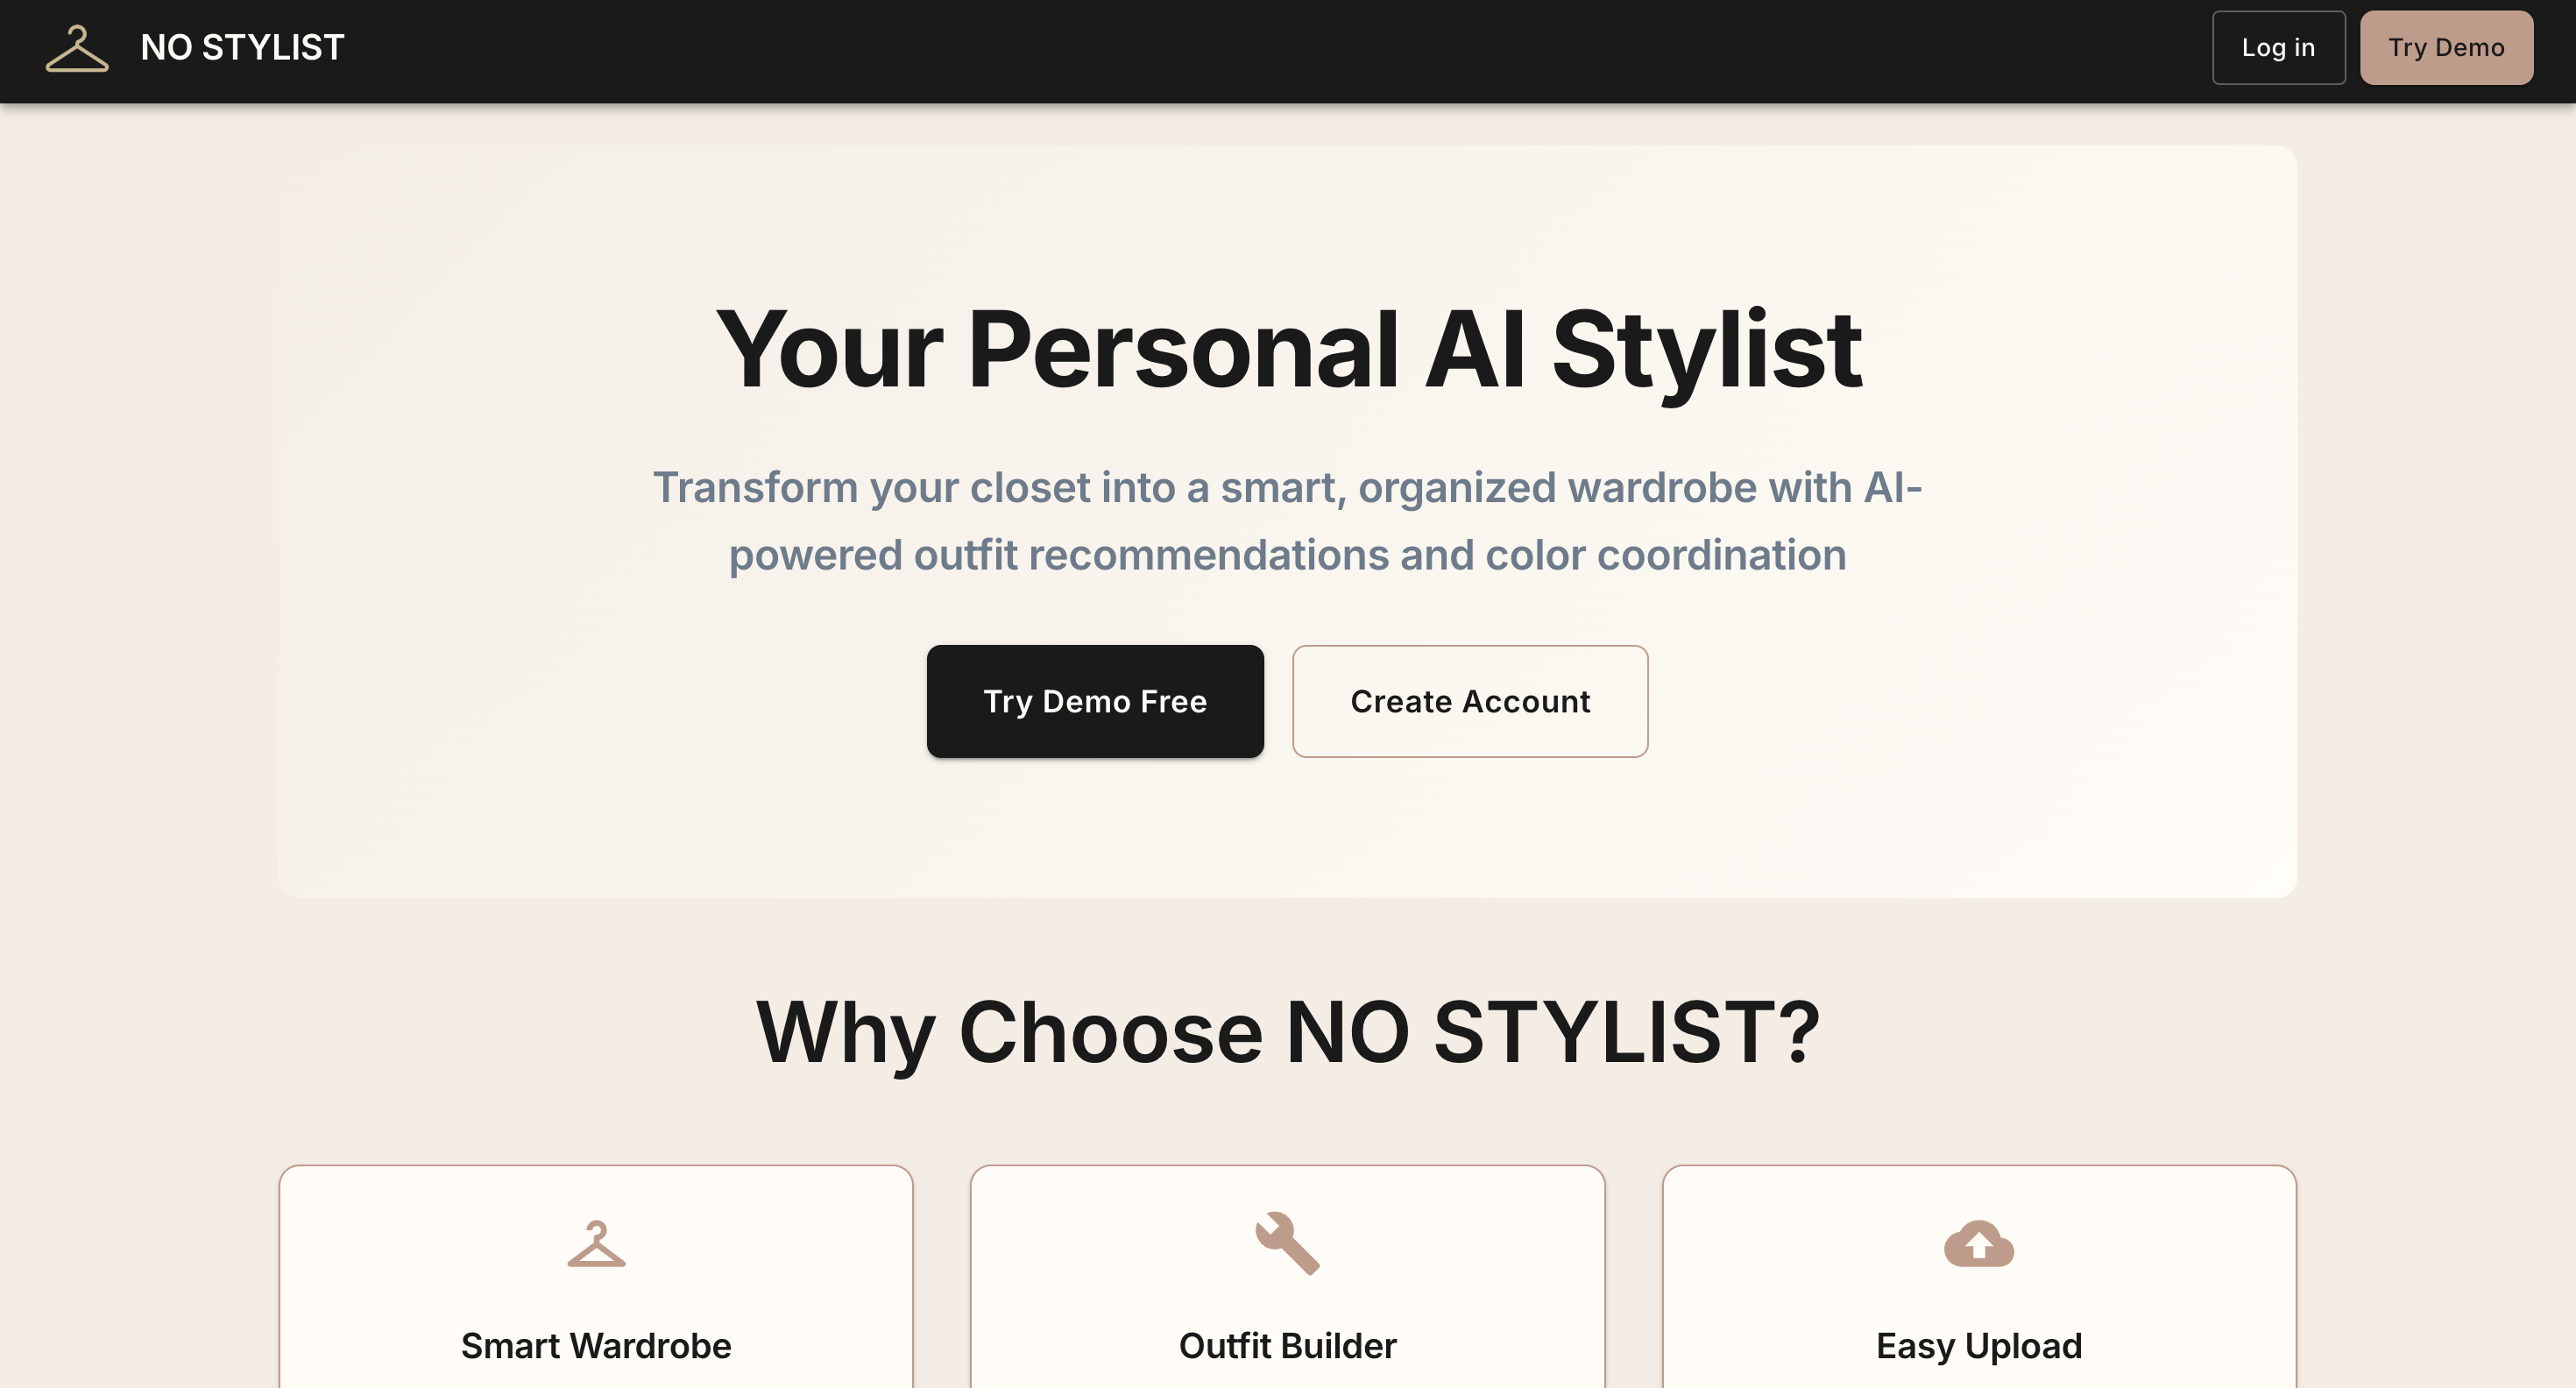 NO STYLIST
Log in
Try Demo
Your Personal AI Stylist
Transform your closet into a smart, organized wardrobe with AI-
powered outfit recommendations and color coordination
Try Demo Free
Create Account
Why Choose NO STYLIST?
Smart Wardrobe
Outfit Builder
Easy Upload